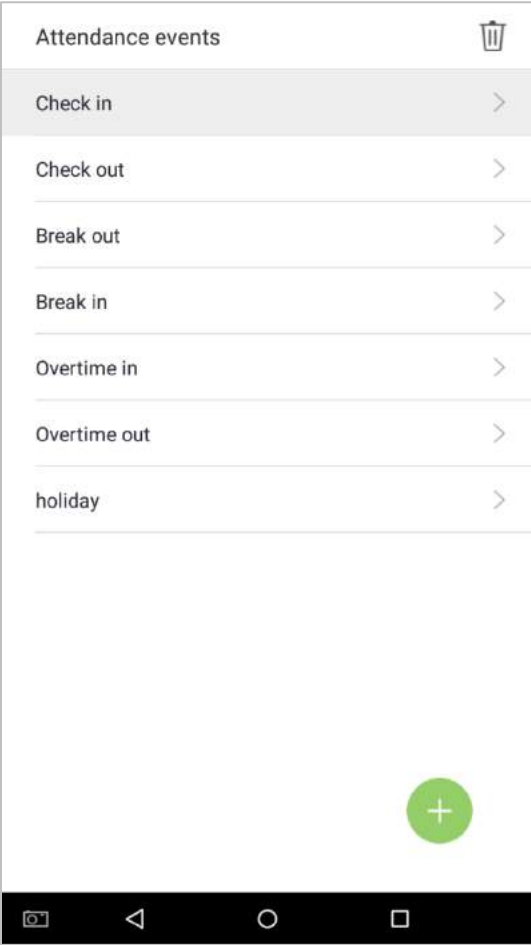 Attendance events
Check in
Check out
Break out
Break in
Overtime in
Overtime out
holiday